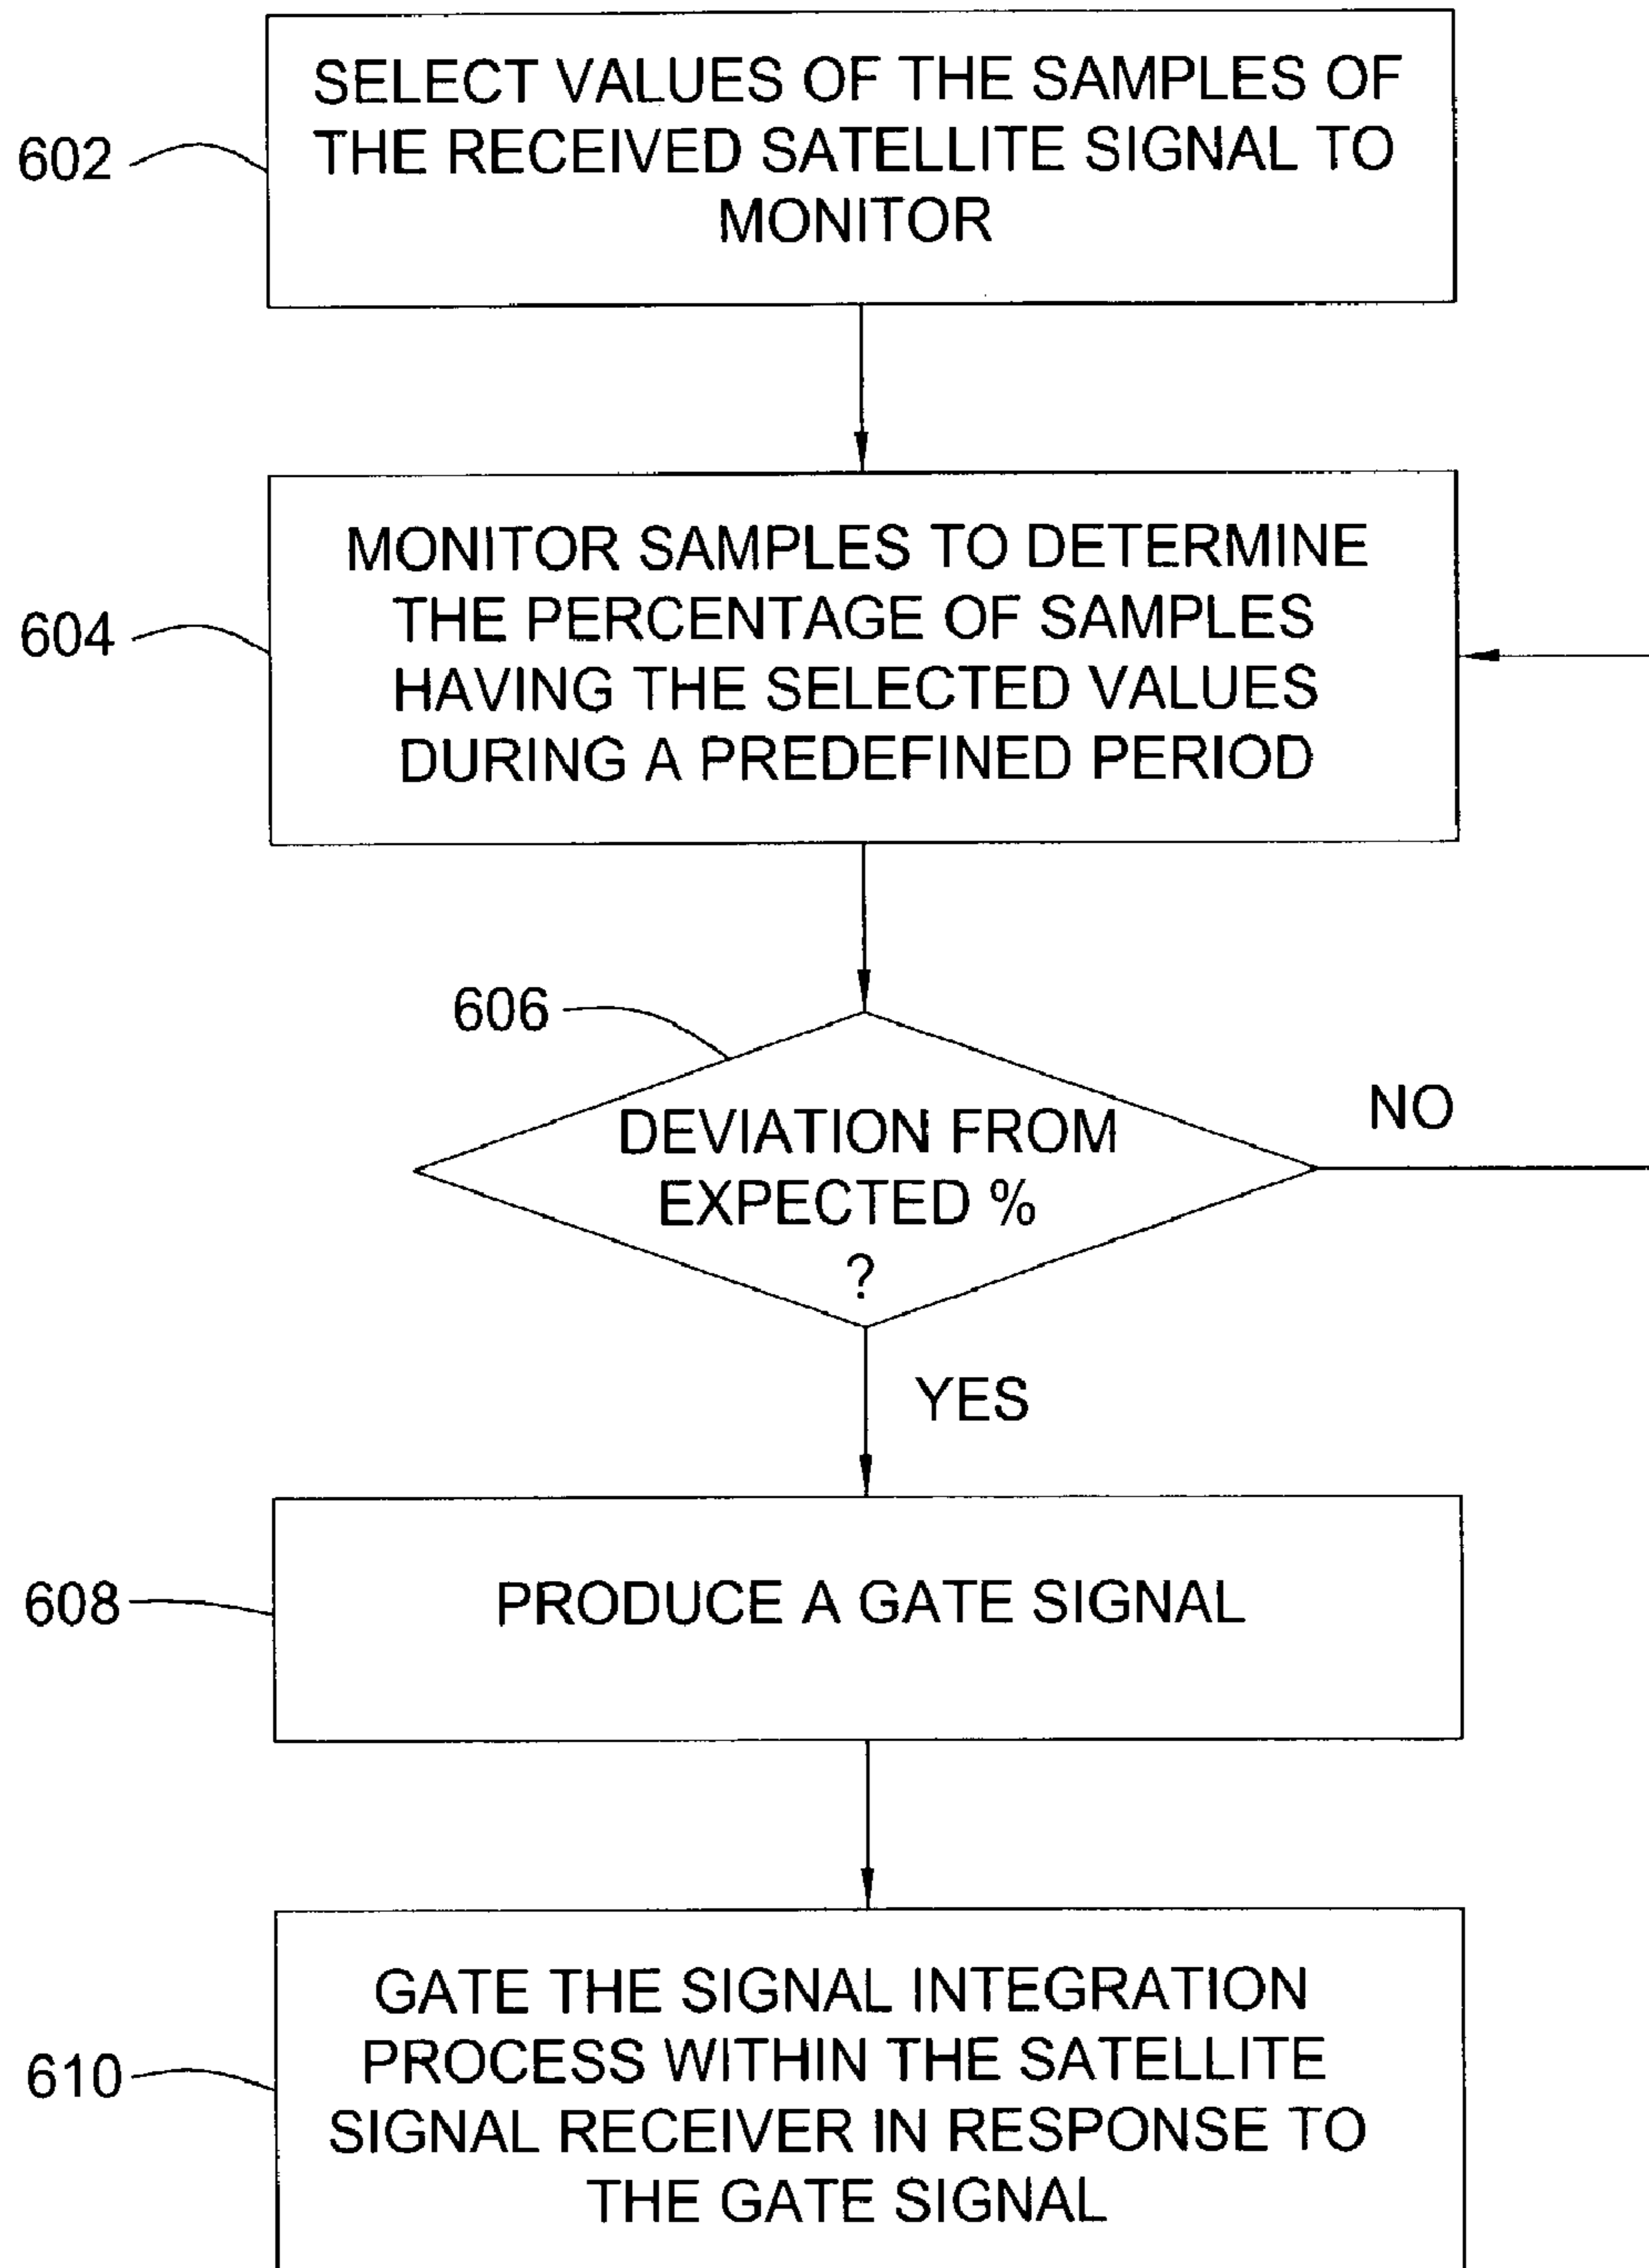 602
SELECT VALUES OF THE SAMPLES OF
THE RECEIVED SATELLITE SIGNAL TO
MONITOR
604
MONITOR SAMPLES TO DETERMINE
THE PERCENTAGE OF SAMPLES
HAVING THE SELECTED VALUES
DURING A PREDEFINED PERIOD
606
DEVIATION FROM
EXPECTED %
?
NO
YES
608
PRODUCE A GATE SIGNAL
610
GATE THE SIGNAL INTEGRATION
PROCESS WITHIN THE SATELLITE
SIGNAL RECEIVER IN RESPONSE TO
THE GATE SIGNAL